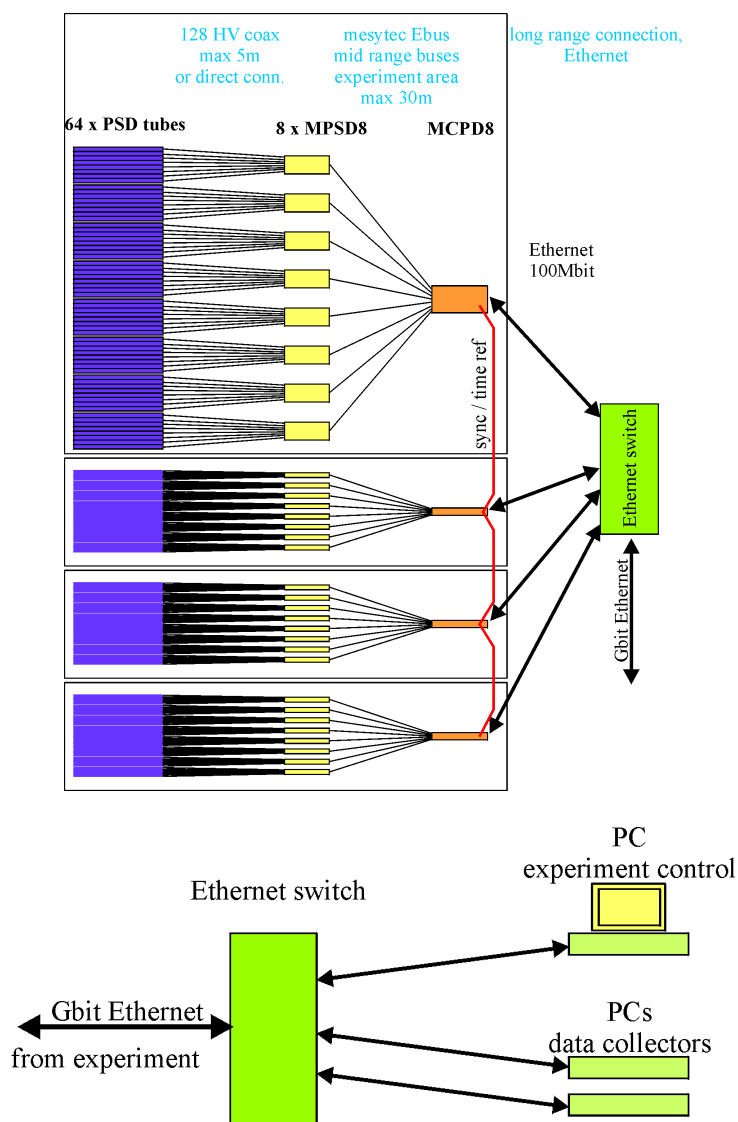 128 HV coax
max 5m
or direct conn.
mesytec Ebus
mid range buses
experiment area
max 30m
long range connection,
Ethernet
64 x PSD tubes
8 x MPSD8
MCPD8
Ethernet
100Mbit
sync / time ref
Ethernet switch
Gbit Ethernet
PC
experiment control
Ethernet switch
Gbit Ethernet
from experiment
PCs
data collectors